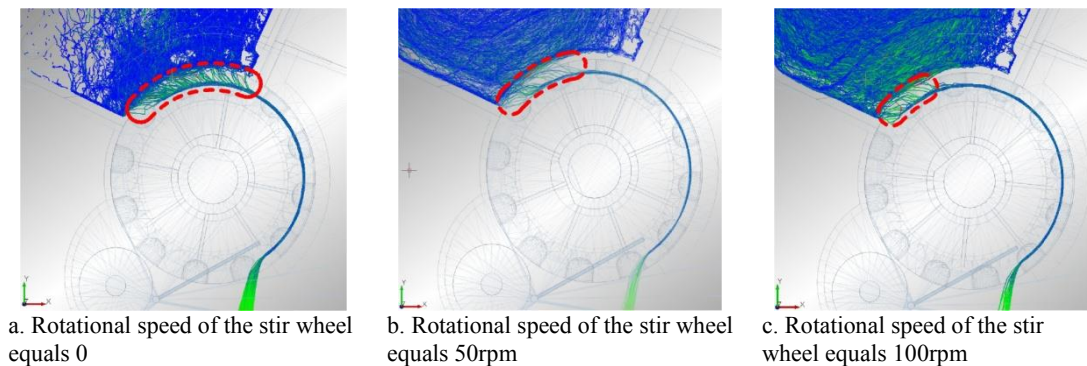 Y
X
Y
X
Y
X
a. Rotational speed of the stir wheel
equals 0
b. Rotational speed of the stir wheel
equals 50rpm
c. Rotational speed of the stir
wheel equals 100rpm